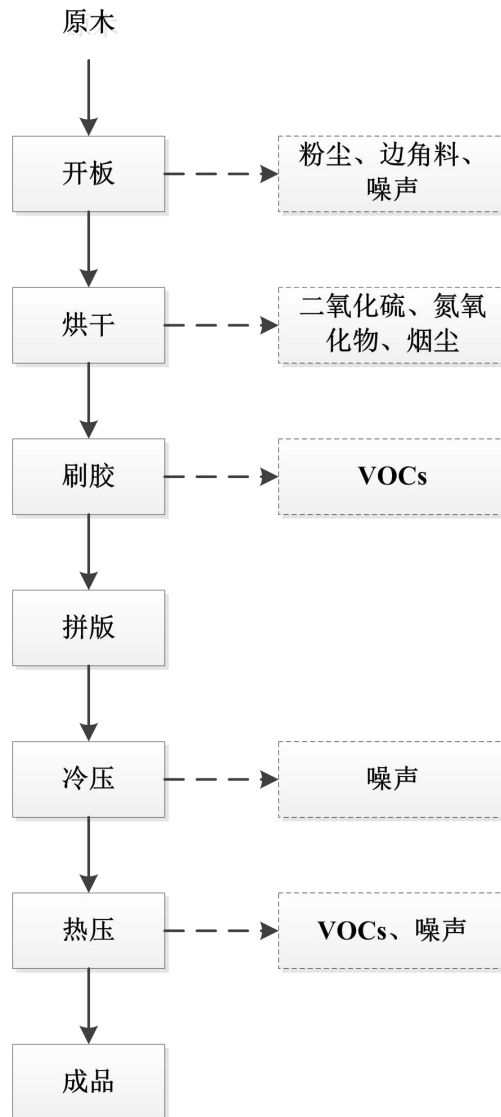 原木
开板
粉尘、边角料、
噪声
烘干
二氧化硫、氮氧
化物、烟尘
刷胶
VOCs
拼版
冷压
噪声
热压
VOCs、噪声
成品